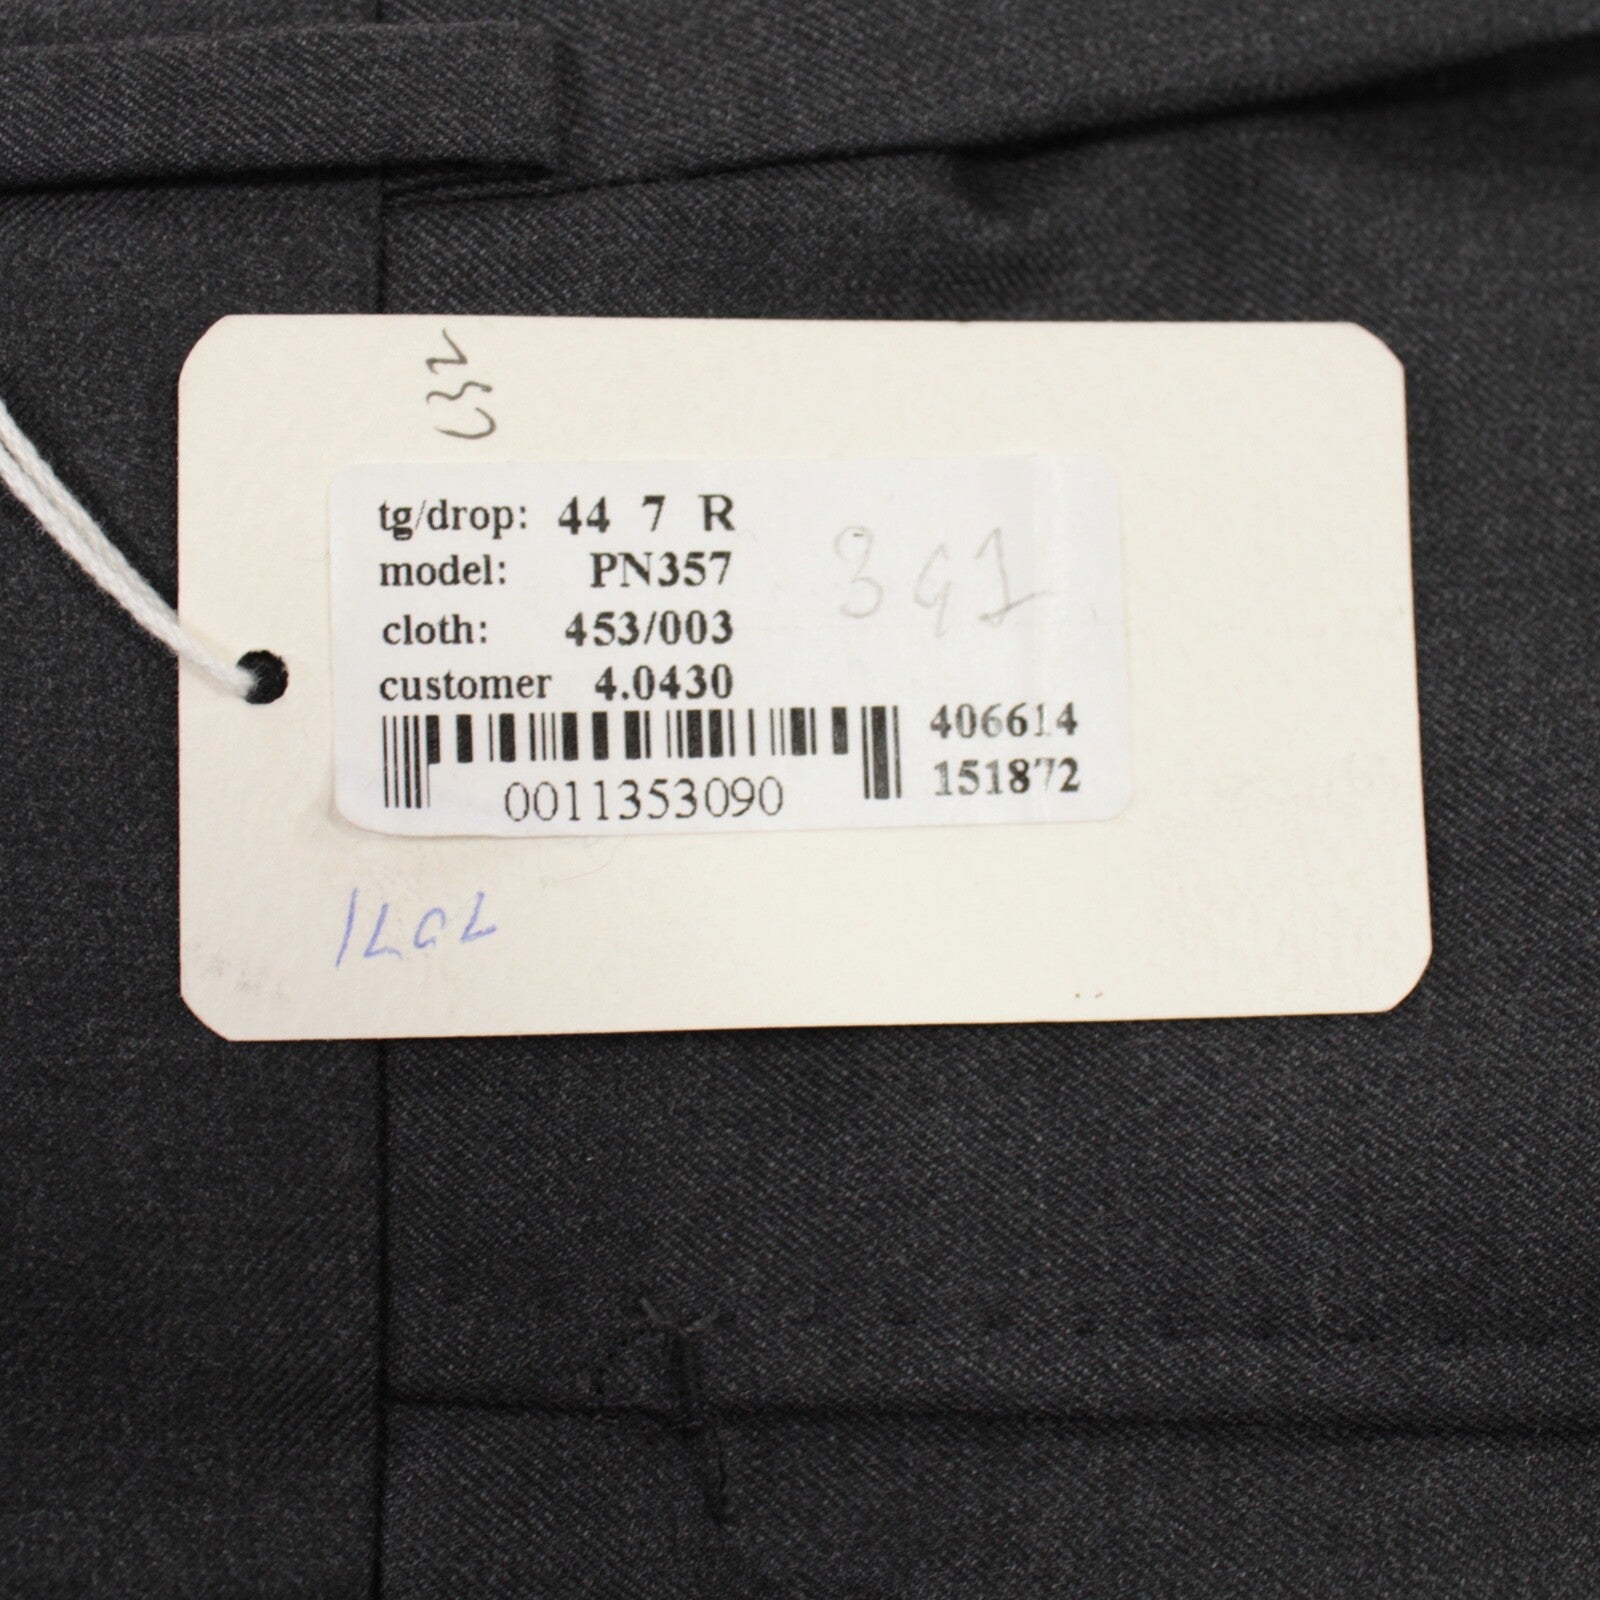 tg/drop: 44 7 R
model: PN357
cloth: 453/003
customer 4.0430
406614
151872
0011353090